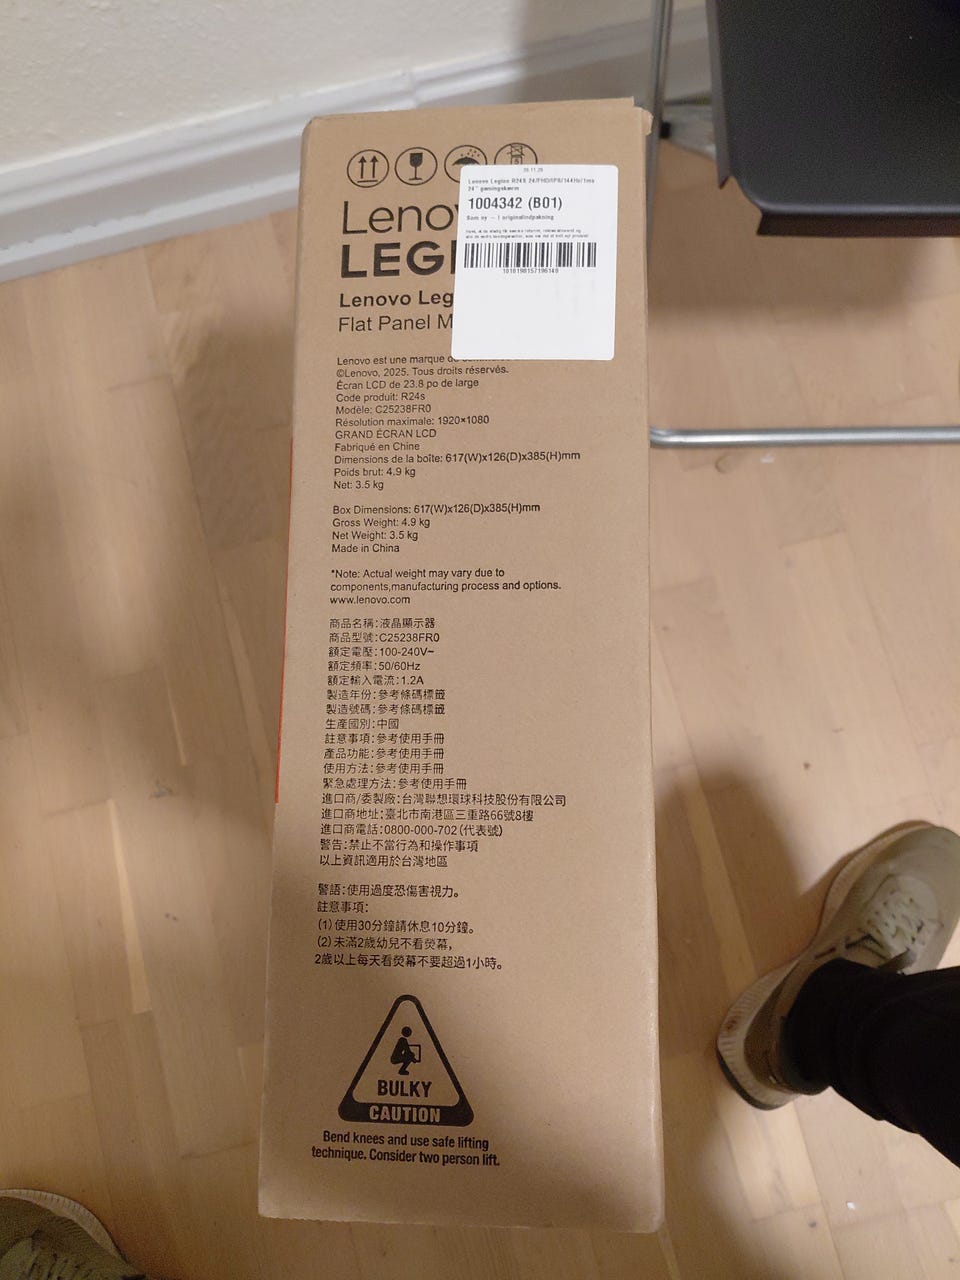 Leno
LEGI
Lenovo Leg
Flat Panel M
Lenovo Legion R24S 24/FHD/IPS/144Hz/1ms
24"
1004342 (B01)
Som ny – I originalindpakning
Lenovo est une marque de
©Lenovo, 2025. Tous droits réservés.
Écran LCD de 23.8 po de large
Code produit: R24s
Modèle: C25238FR0
Résolution maximale: 1920×1080
GRAND ÉCRAN LCD
Fabriqué en Chine
Dimensions de la boîte: 617(W)x126(D)x385(H)mm
Poids brut: 4.9 kg
Net: 3.5 kg
Box Dimensions: 617(W)x126(D)x385(H)mm
Gross Weight: 4.9 kg
Net Weight: 3.5 kg
Made in China
*Note: Actual weight may vary due to
components,manufacturing process and options.
www.lenovo.com
商品名稱:液晶顯示器
商品型號:C25238FR0
額定電壓:100-240V~
額定頻率:50/60Hz
額定輸入電流:1.2A
製造年份:參考條碼標籤
製造號碼:參考條碼標籤
生產國別:中國
註意事項:參考使用手冊
產品功能:參考使用手冊
使用方法:參考使用手冊
緊急處理方法:參考使用手冊
進口商/委製廠:台灣聯想環球科技股份有限公司
進口商地址:臺北市南港區三重路66號8樓
進口商電話:0800-000-702(代表號)
警告:禁止不當行為和操作事項
以上資訊適用於台灣地區
警語:使用過度恐傷害視力。
註意事項:
(1)使用30分鐘請休息10分鐘。
(2)未滿2歲幼兒不看熒幕,
2歲以上每天看熒幕不要超過1小時。
BULKY
CAUTION
Bend knees and use safe lifting
technique. Consider two person lift.